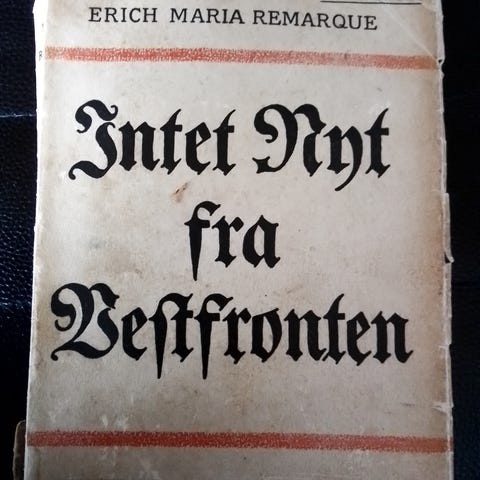 ERICH MARIA REMARQUE
Intet Nyt
fra
Vestfronten